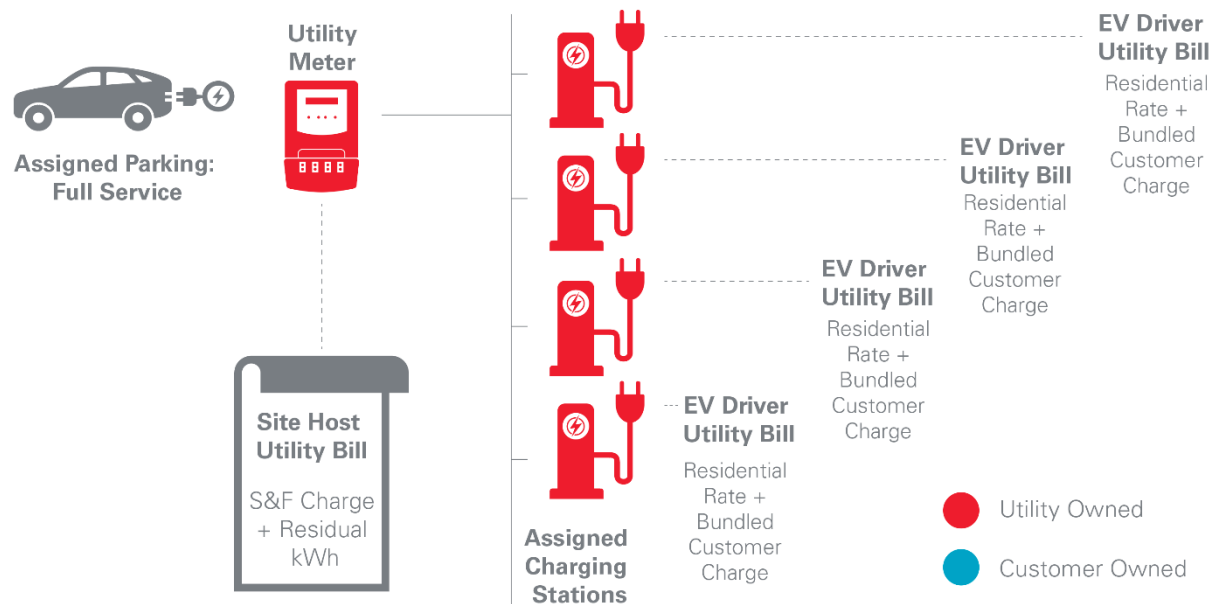 Utility
Meter
Assigned Parking:
Full Service
Site Host
Utility Bill
S&F Charge
+ Residual
kWh
Assigned
Charging
Stations
EV Driver
Utility Bill
Residential
Rate +
Bundled
Customer
Charge
EV Driver
Utility Bill
Residential
Rate +
Bundled
Customer
Charge
EV Driver
Utility Bill
Residential
Rate +
Bundled
Customer
Charge
EV Driver
Utility Bill
Residential
Rate +
Bundled
Customer
Charge
Utility Owned
Customer Owned